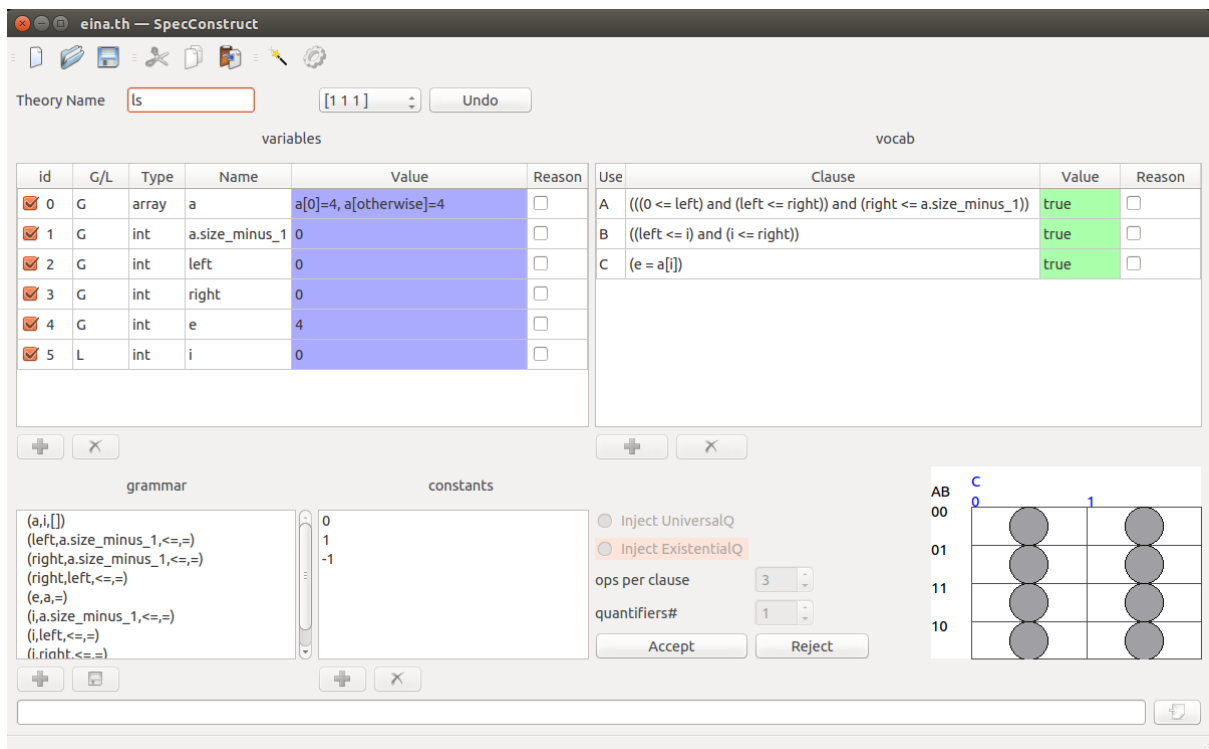 eina.th — SpecConstruct
Theory Name ls [1 1 1] Undo
variables
id G/L Type Name Value Reason
0 G array a a[0]=4, a[otherwise]=4
1 G int a.size_minus_1 0
2 G int left 0
3 G int right 0
4 G int e 4
5 L int i 0
vocab
Use Clause Value Reason
A (((0 <= left) and (left <= right)) and (right <= a.size_minus_1)) true
B ((left <= i) and (i <= right)) true
C (e = a[i]) true
grammar
(a,i,[])
(left,a.size_minus_1,<=,=)
(right,a.size_minus_1,<=,=)
(right,left,<=,=)
(e,a,=)
(i,a.size_minus_1,<=,=)
(i,left,<=,=)
(i,right,<=,=)
constants
0
1
-1
Inject UniversalQ
Inject ExistentialQ
ops per clause 3
quantifiers# 1
Accept Reject
C
AB
0 1
00
01
11
10